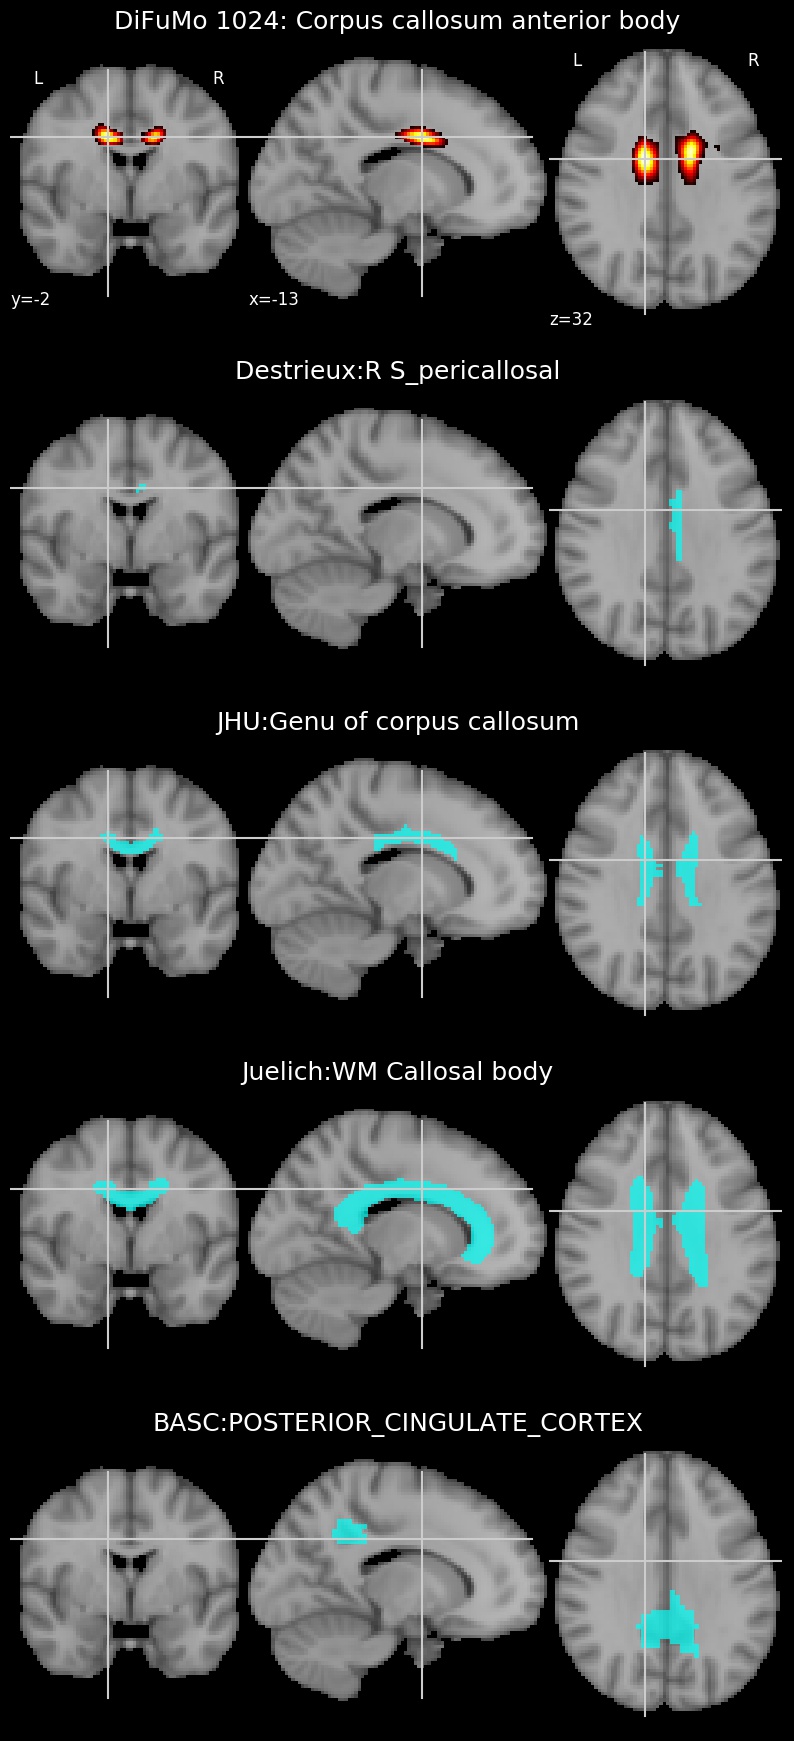 DiFuMo 1024: Corpus callosum anterior body
L R L R
y=-2 x=-13 z=32
Destrieux:R S_pericallosal
JHU:Genu of corpus callosum
Juelich:WM Callosal body
BASC:POSTERIOR_CINGULATE_CORTEX